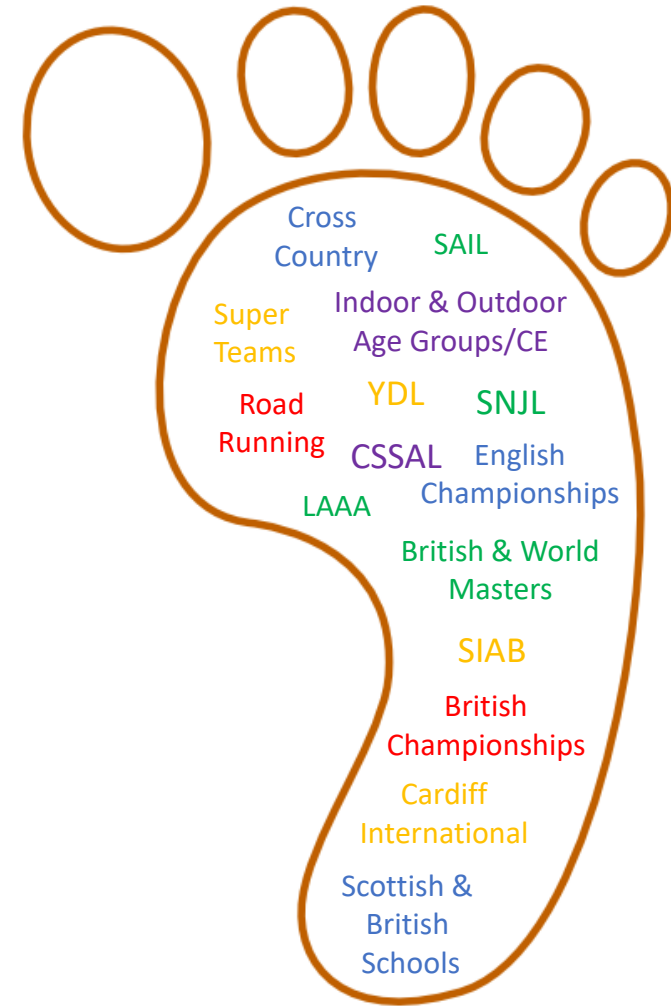 Cross
Country
SAIL
Super
Teams
Indoor & Outdoor
Age Groups/CE
YDL
SNJL
Road
Running
CSSAL
English
Championships
LAAA
British & World
Masters
SIAB
British
Championships
Cardiff
International
Scottish &
British
Schools